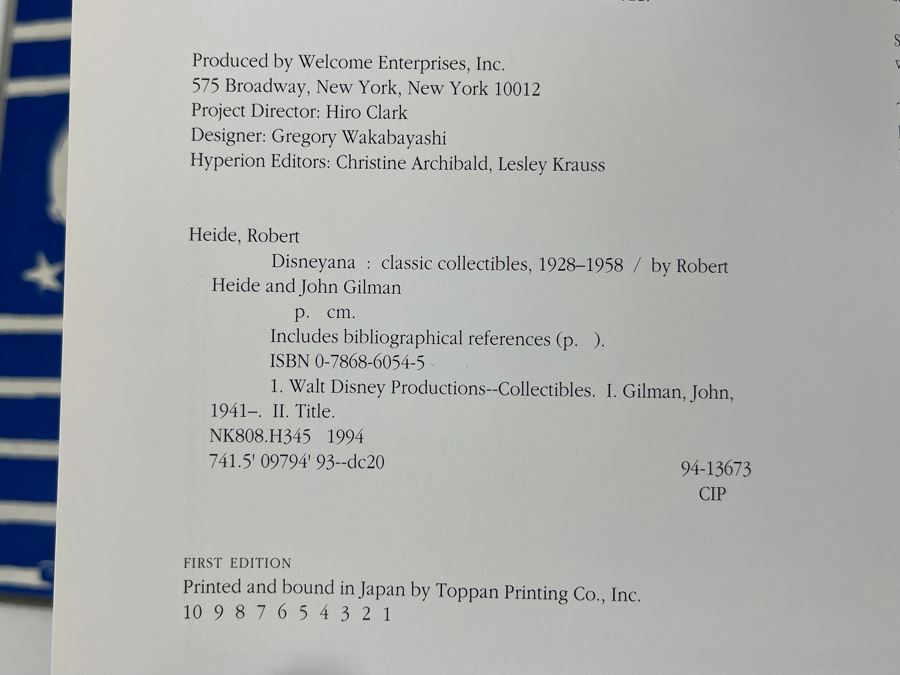 Produced by Welcome Enterprises, Inc.
575 Broadway, New York, New York 10012
Project Director: Hiro Clark
Designer: Gregory Wakabayashi
Hyperion Editors: Christine Archibald, Lesley Krauss
Heide, Robert
Disneyana : classic collectibles, 1928–1958 / by Robert
Heide and John Gilman
p. cm.
Includes bibliographical references (p. ).
ISBN 0-7868-6054-5
1. Walt Disney Productions--Collectibles. I. Gilman, John,
1941–. II. Title.
NK808.H345 1994
741.5' 09794' 93--dc20
94-13673
CIP
FIRST EDITION
Printed and bound in Japan by Toppan Printing Co., Inc.
10 9 8 7 6 5 4 3 2 1